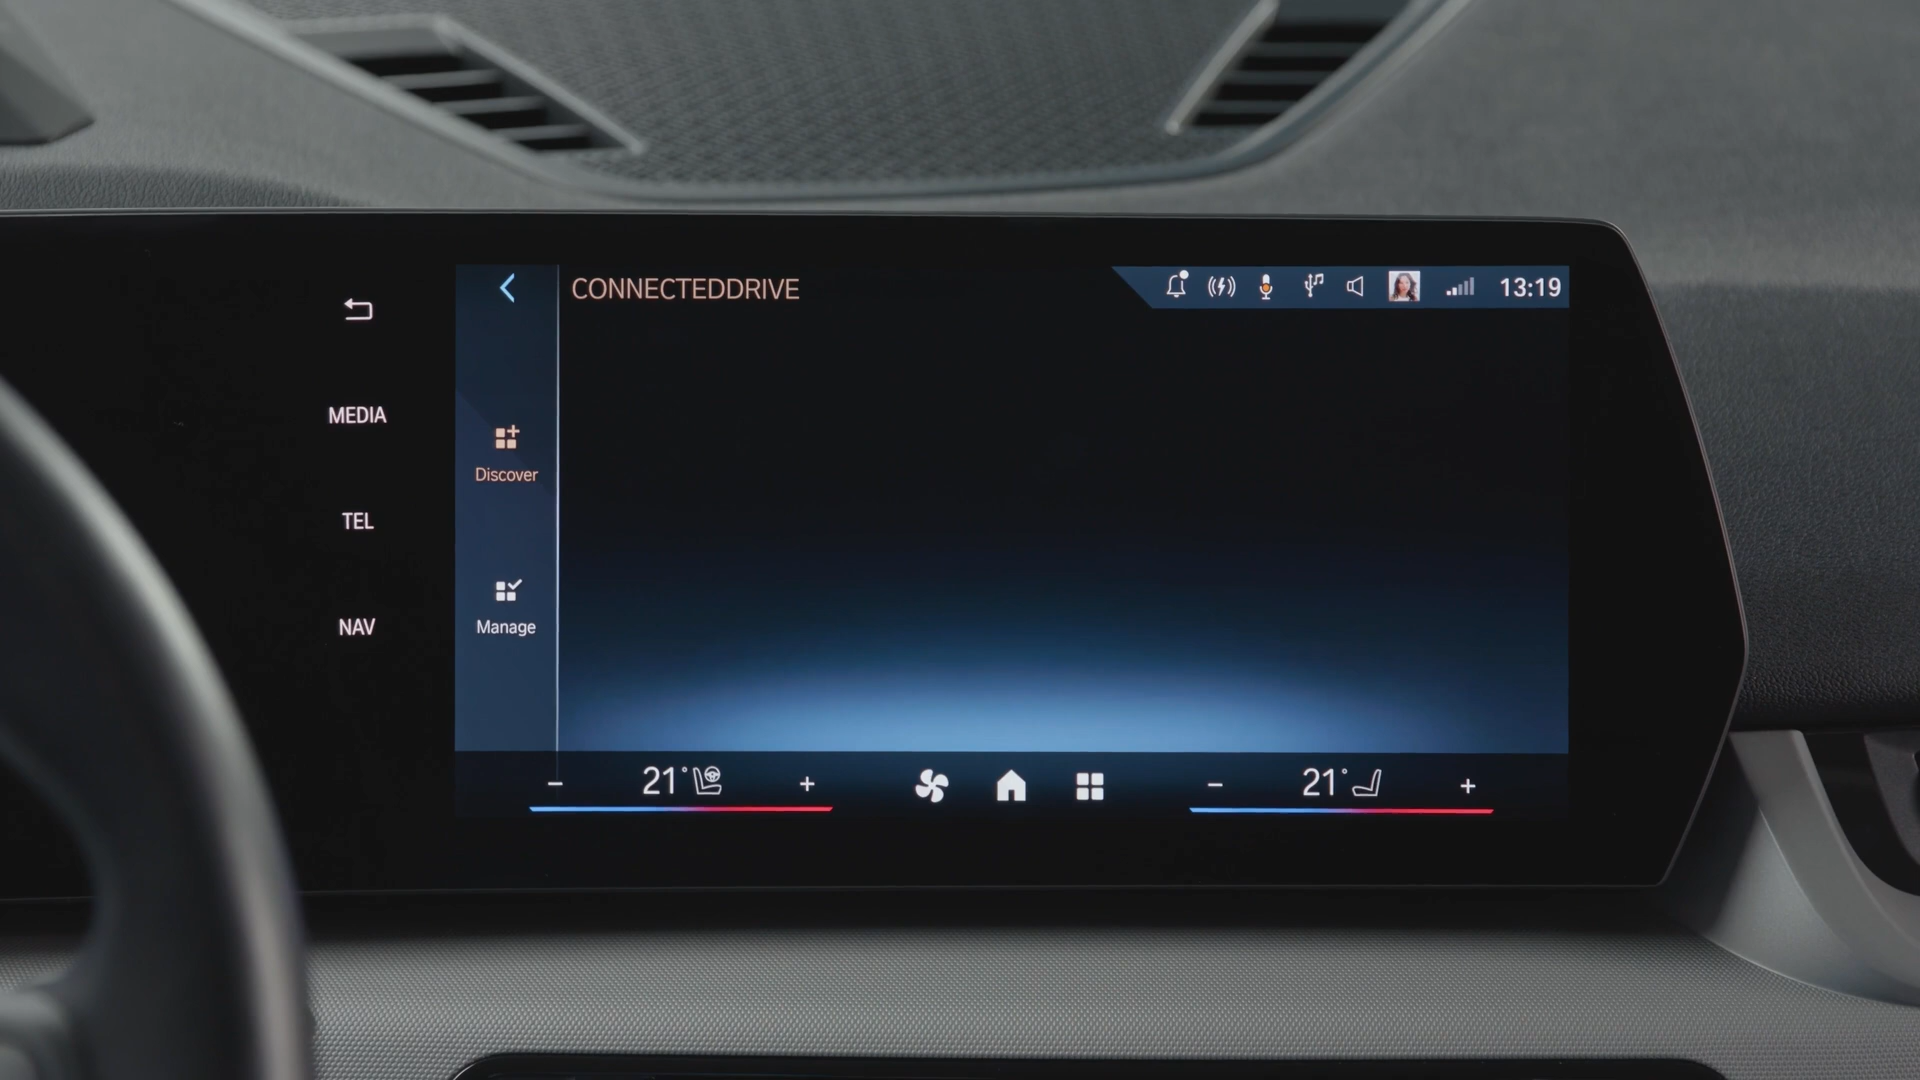 CONNECTEDDRIVE
13:19
MEDIA
TEL
NAV
Discover
Manage
− 21° +
− 21° +